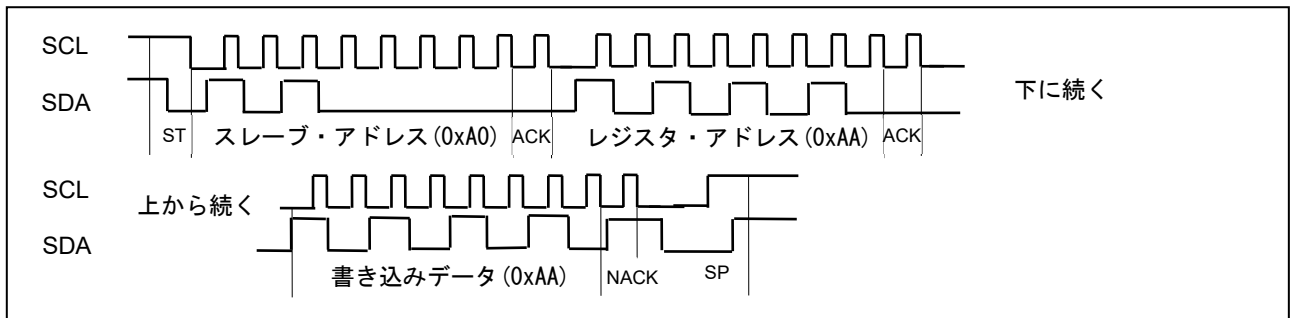 SCL
SDA
下に続く
ST
スレーブ・アドレス(0xA0)
ACK
レジスタ・アドレス(0xAA)
ACK
SCL
上から続く
SDA
書き込みデータ(0xAA)
NACK
SP